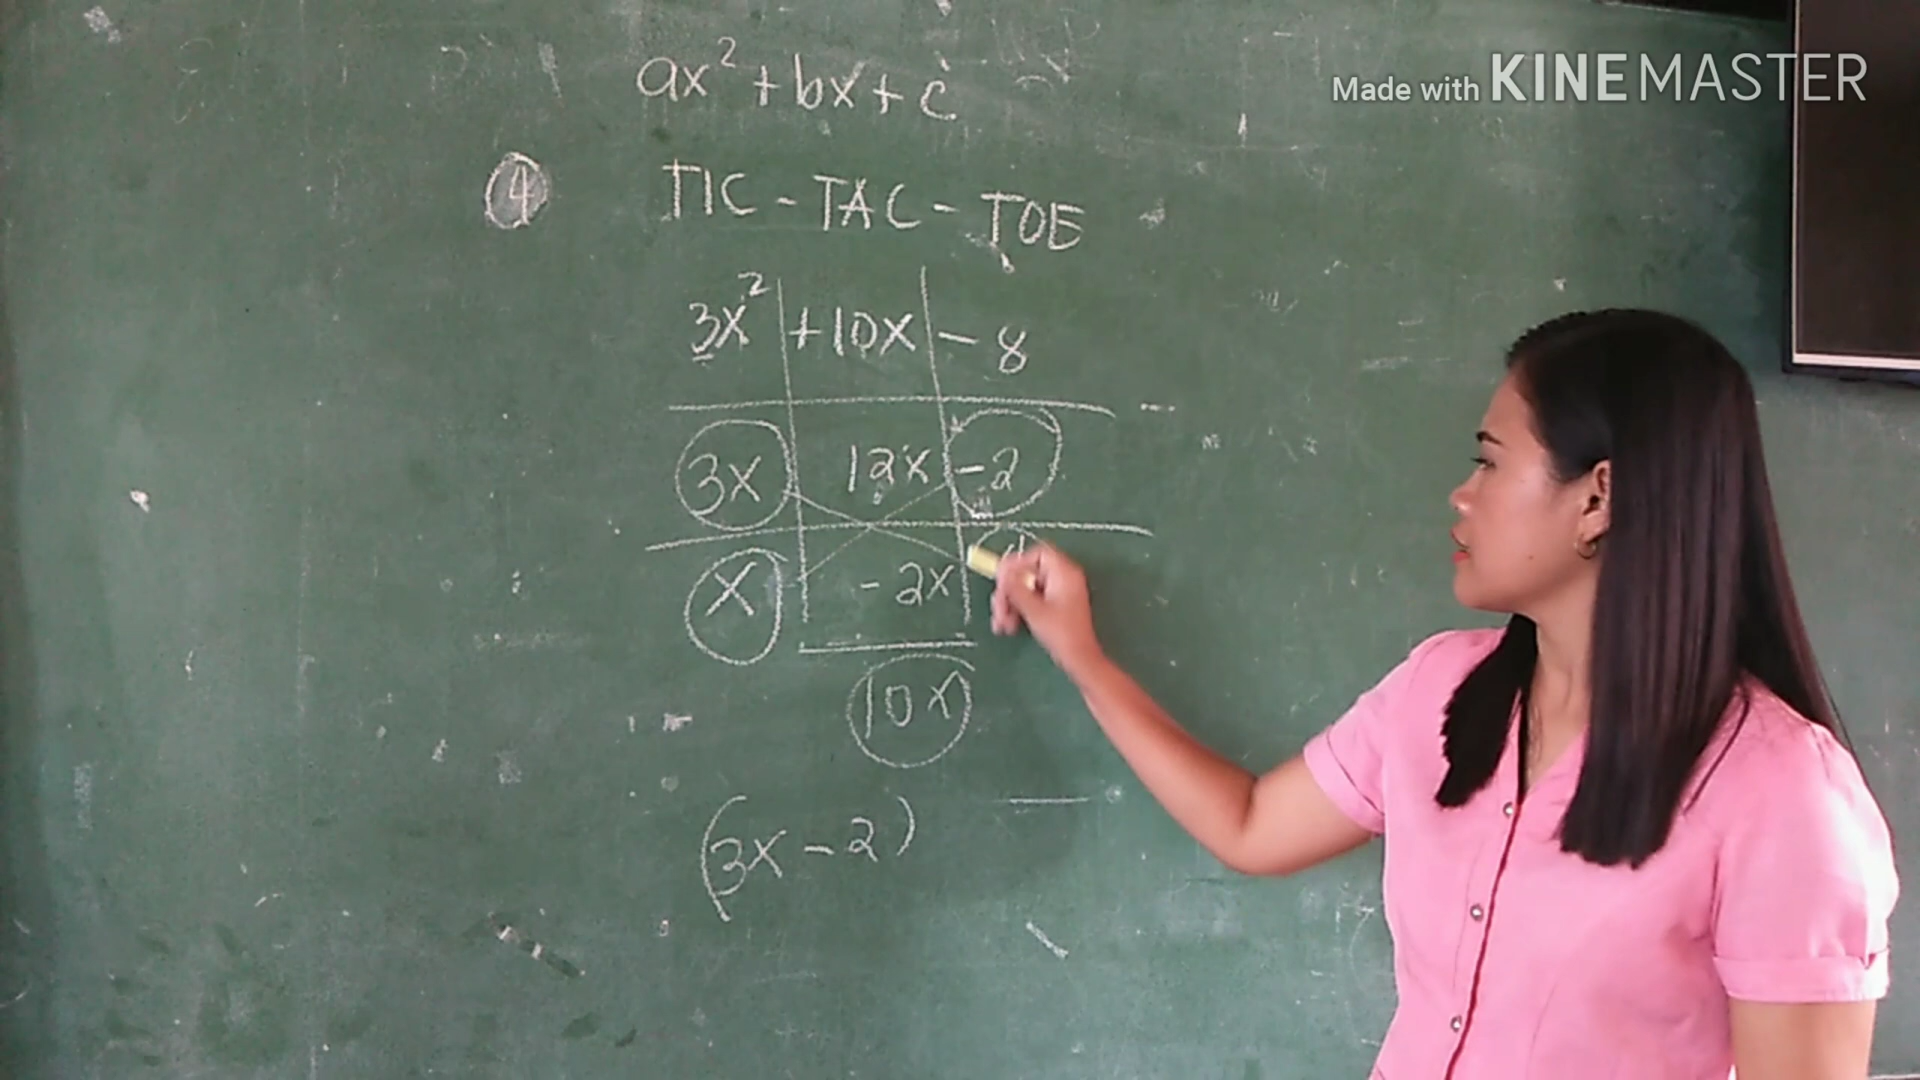 Made with KINEMASTER
ax² + bx + c
④ TIC - TAC - TOE
3x² +10x - 8
3x 12x -2
x -2x
10x
(3x - 2)